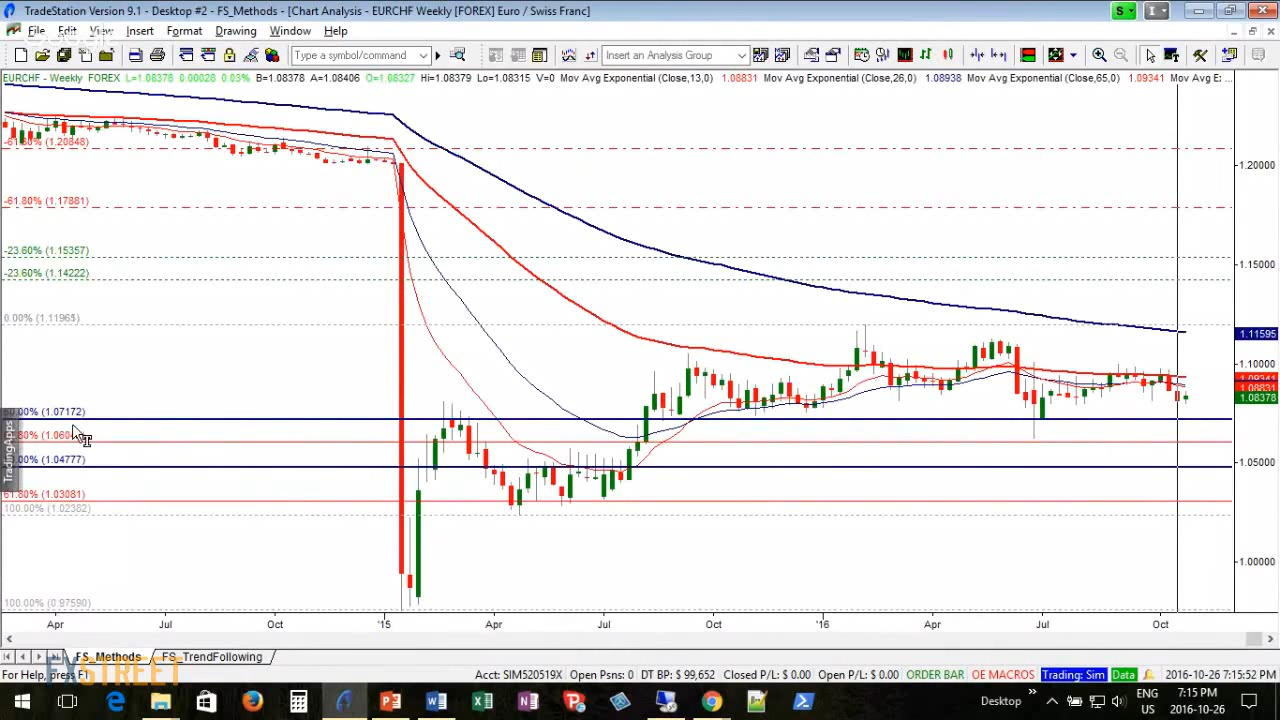 TradeStation Version 9.1 - Desktop #2 - FS_Methods - [Chart Analysis - EURCHF Weekly [FOREX] Euro / Swiss Franc]
S
I
File Edit View Insert Format Drawing Window Help
Type a symbol/command
Insert an Analysis Group
EURCHF - Weekly FOREX L=1.08378 0.00028 0.03% B=1.08378 A=1.08406 O=1.08327 Hi=1.08379 Lo=1.08315 V=0 Mov Avg Exponential (Close,13,0) 1.08831 Mov Avg Exponential (Close,26,0) 1.08938 Mov Avg Exponential (Close,65,0) 1.09341 Mov Avg E: ...
-61.80% (1.20848)
1.20000
-61.80% (1.17881)
-23.60% (1.15357)
1.15000
-23.60% (1.14222)
0.00% (1.11965)
1.11595
1.10000
1.09341
1.08831
1.08378
50.00% (1.07172)
TradingApps
(1.04777)
1.05000
61.80% (1.03081)
100.00% (1.02382)
1.00000
100.00% (0.97590)
Apr Jul Oct '15 Apr Jul Oct '16 Apr Jul Oct
FS_Methods FS_TrendFollowing
FXSTREET
For Help, press F1
Acct: SIM520519X Open Psns: 0 DT BP: $ 99,652 Closed P/L: $ 0.00 Open P/L: $ 0.00 ORDER BAR OE MACROS Trading: Sim Data 2016-10-26 - 7:15:52 PM
Desktop
ENG
US
7:15 PM
2016-10-26